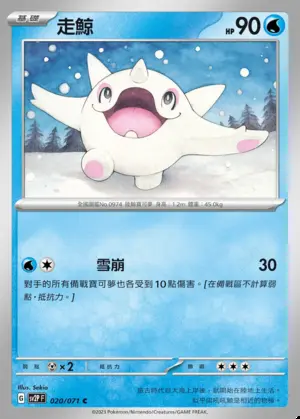 基礎 走鯨 HP 90
全國圖鑑No.0974 陸鯨寶可夢 身高：1.2m 體重：45.0kg
雪崩 30
對手的所有備戰寶可夢也各受到10點傷害。[在備戰區不計算弱
點、抵抗力。]
弱點 ×2 抵抗力 撤退
Illus. Sekio
G SV2P F 020/071 C
©2023 Pokémon/Nintendo/Creatures/GAME FREAK.